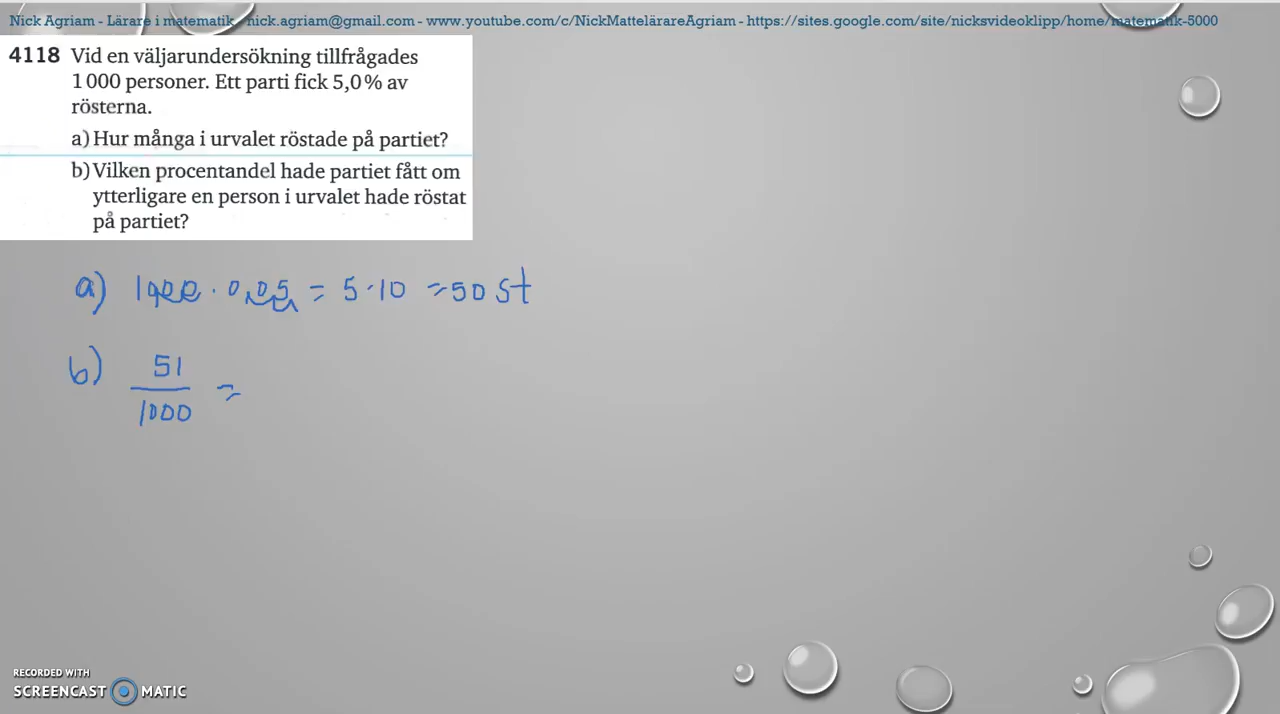 Nick Agriam - Lärare i matematik - nick.agriam@gmail.com - www.youtube.com/c/NickMattelärareAgriam - https://sites.google.com/site/nicksvideoklipp/home/matematik-5000
4118 Vid en väljarundersökning tillfrågades
1 000 personer. Ett parti fick 5,0 % av
rösterna.
a) Hur många i urvalet röstade på partiet?
b) Vilken procentandel hade partiet fått om
ytterligare en person i urvalet hade röstat
på partiet?
a) 1000 · 0,05 = 5 · 10 = 50 st
b) 51
1000 =
RECORDED WITH
SCREENCAST MATIC